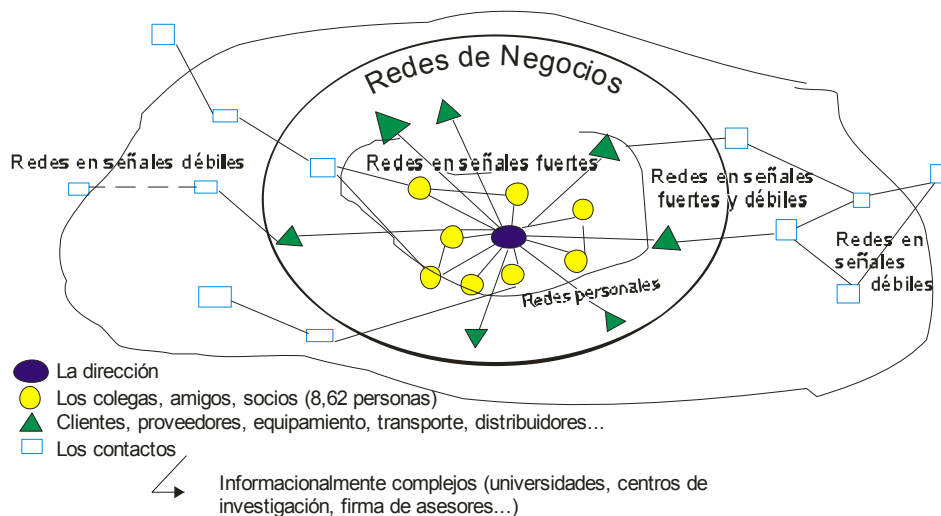 Redes de Negocios
Redes en señales débiles
Redes en señales fuertes
Redes en señales
fuertes y débiles
Redes en
señales
débiles
Redes personales
La dirección
Los colegas, amigos, socios (8,62 personas)
Clientes, proveedores, equipamiento, transporte, distribuidores...
Los contactos
Informacionalmente complejos (universidades, centros de
investigación, firma de asesores...)